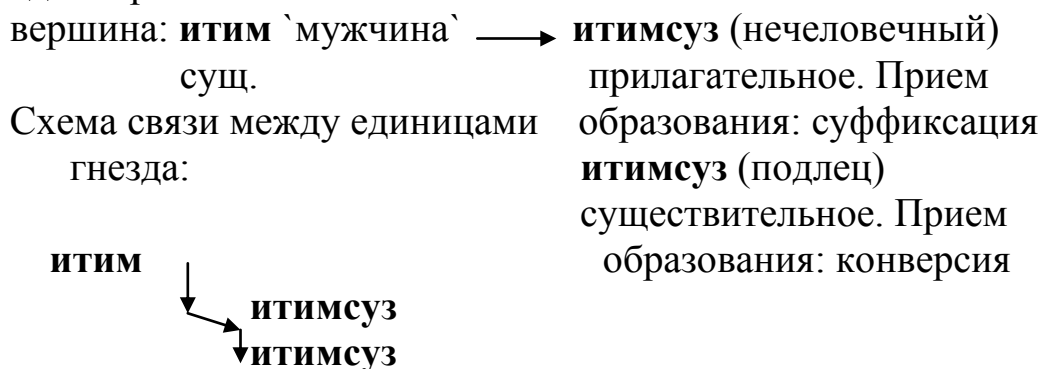 вершина: итим `мужчина` итимсуз (нечеловечный)
сущ. прилагательное. Прием
Схема связи между единицами образования: суффиксация
гнезда: итимсуз (подлец)
существительное. Прием
итим образования: конверсия
итимсуз
итимсуз